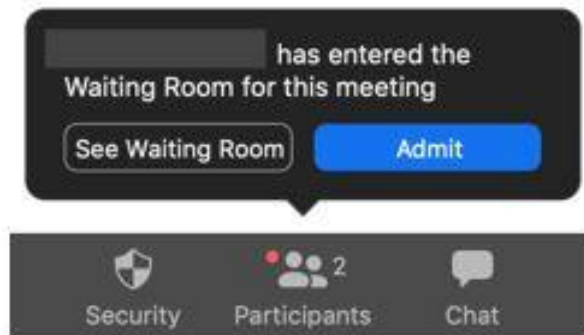 has entered the
Waiting Room for this meeting
See Waiting Room Admit
2
Security Participants Chat